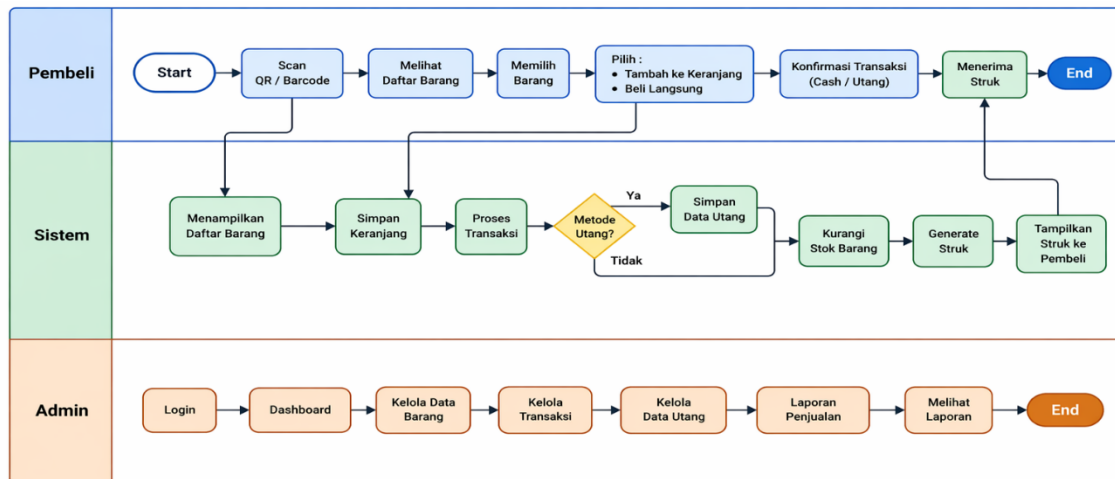 Pembeli
Start
Scan
QR / Barcode
Melihat
Daftar Barang
Memilih
Barang
Pilih :
• Tambah ke Keranjang
• Beli Langsung
Konfirmasi Transaksi
(Cash / Utang)
Menerima
Struk
End
Sistem
Menampilkan
Daftar Barang
Simpan
Keranjang
Proses
Transaksi
Metode
Utang?
Ya
Tidak
Simpan
Data Utang
Kurangi
Stok Barang
Generate
Struk
Tampilkan
Struk ke
Pembeli
Admin
Login
Dashboard
Kelola Data
Barang
Kelola
Transaksi
Kelola
Data Utang
Laporan
Penjualan
Melihat
Laporan
End